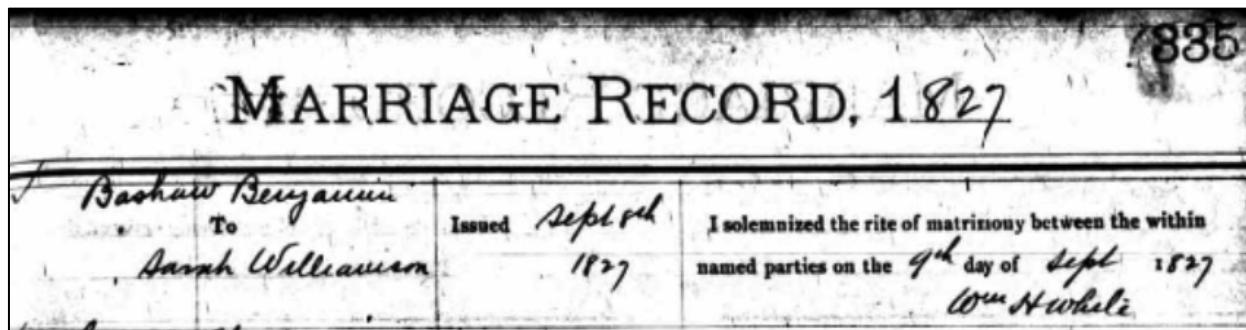 335
MARRIAGE RECORD, 1827
Bashaw Benjamin
To
Sarah Williamson
Issued Sept 8th
1827
I solemnized the rite of matrimony between the within
named parties on the 9th day of Sept 1827
Wm H White